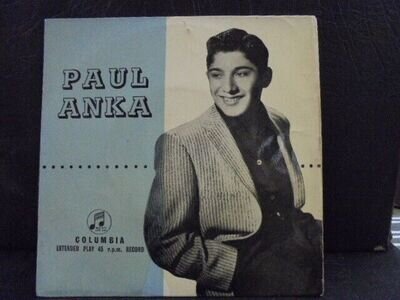 PAUL
ANKA
COLUMBIA
EXTENDED PLAY 45 r.p.m. RECORD